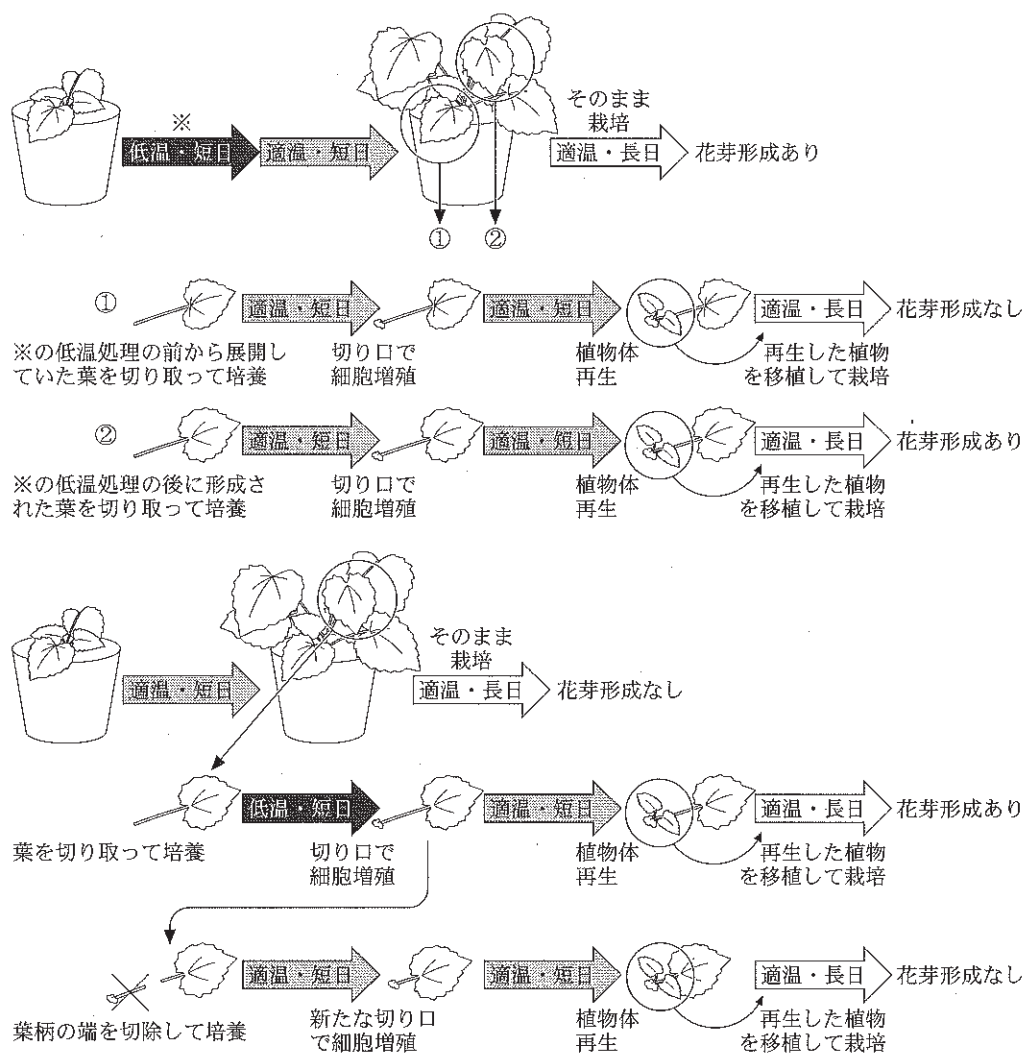 ※
低温・短日
適温・短日
そのまま
栽培
適温・長日
花芽形成あり
①
②
①
適温・短日
適温・短日
適温・長日
花芽形成なし
※の低温処理の前から展開し
ていた葉を切り取って培養
切り口で
細胞増殖
植物体
再生
再生した植物
を移植して栽培
②
適温・短日
適温・短日
適温・長日
花芽形成あり
※の低温処理の後に形成さ
れた葉を切り取って培養
切り口で
細胞増殖
植物体
再生
再生した植物
を移植して栽培
適温・短日
そのまま
栽培
適温・長日
花芽形成なし
低温・短日
適温・短日
適温・長日
花芽形成あり
葉を切り取って培養
切り口で
細胞増殖
植物体
再生
再生した植物
を移植して栽培
適温・短日
適温・短日
適温・長日
花芽形成なし
葉柄の端を切除して培養
新たな切り口
で細胞増殖
植物体
再生
再生した植物
を移植して栽培